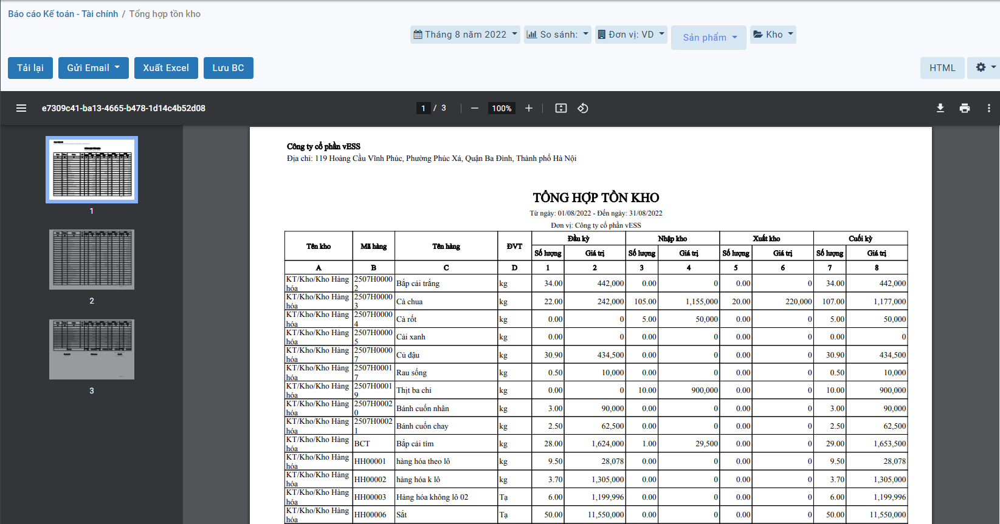 Báo cáo Kế toán - Tài chính / Tổng hợp tồn kho
Tháng 8 năm 2022 So sánh: Đơn vị: VD Sản phẩm Kho
Tải lại Gửi Email Xuất Excel Lưu BC HTML
e7309c41-ba13-4665-b478-1d14c4b52d08 1 / 3 100%
1
2
3
Công ty cổ phần vESS
Địa chỉ: 119 Hoàng Cầu Vĩnh Phúc, Phường Phúc Xá, Quận Ba Đình, Thành phố Hà Nội
TỔNG HỢP TỒN KHO
Từ ngày: 01/08/2022 - Đến ngày: 31/08/2022
Đơn vị: Công ty cổ phần vESS
Tên kho Mã hàng Tên hàng ĐVT Đầu kỳ Nhập kho Xuất kho Cuối kỳ
Số lượng Giá trị Số lượng Giá trị Số lượng Giá trị Số lượng Giá trị
A B C D 1 2 3 4 5 6 7 8
KT/Kho/Kho Hàng hóa 2507H00002 Bắp cải trắng kg 34.00 442,000 0.00 0 0.00 0 34.00 442,000
KT/Kho/Kho Hàng hóa 2507H00003 Cà chua kg 22.00 242,000 105.00 1,155,000 20.00 220,000 107.00 1,177,000
KT/Kho/Kho Hàng hóa 2507H00004 Cà rốt kg 0.00 0 5.00 50,000 0.00 0 5.00 50,000
KT/Kho/Kho Hàng hóa 2507H00005 Cải xanh kg 0.00 0 0.00 0 0.00 0 0.00 0
KT/Kho/Kho Hàng hóa 2507H00007 Củ đậu kg 30.90 434,500 0.00 0 0.00 0 30.90 434,500
KT/Kho/Kho Hàng hóa 2507H00017 Rau sống kg 0.50 10,000 0.00 0 0.00 0 0.50 10,000
KT/Kho/Kho Hàng hóa 2507H00019 Thịt ba chỉ kg 0.00 0 10.00 900,000 0.00 0 10.00 900,000
KT/Kho/Kho Hàng hóa 2507H00020 Bánh cuốn nhân kg 3.00 90,000 0.00 0 0.00 0 3.00 90,000
KT/Kho/Kho Hàng hóa 2507H00021 Bánh cuốn chay kg 2.50 62,500 0.00 0 0.00 0 2.50 62,500
KT/Kho/Kho Hàng hóa BCT Bắp cải tím kg 28.00 1,624,000 1.00 29,500 0.00 0 29.00 1,653,500
KT/Kho/Kho Hàng hóa HH00001 hàng hóa theo lô kg 9.50 28,078 0.00 0 0.00 0 9.50 28,078
KT/Kho/Kho Hàng hóa HH00002 hàng hóa k lô kg 3.70 1,305,000 0.00 0 0.00 0 3.70 1,305,000
KT/Kho/Kho Hàng hóa HH00003 Hàng hóa không lô 02 Tạ 6.00 1,199,996 0.00 0 0.00 0 6.00 1,199,996
KT/Kho/Kho Hàng hóa HH00006 Sắt Tạ 50.00 11,550,000 0.00 0 0.00 0 50.00 11,550,000